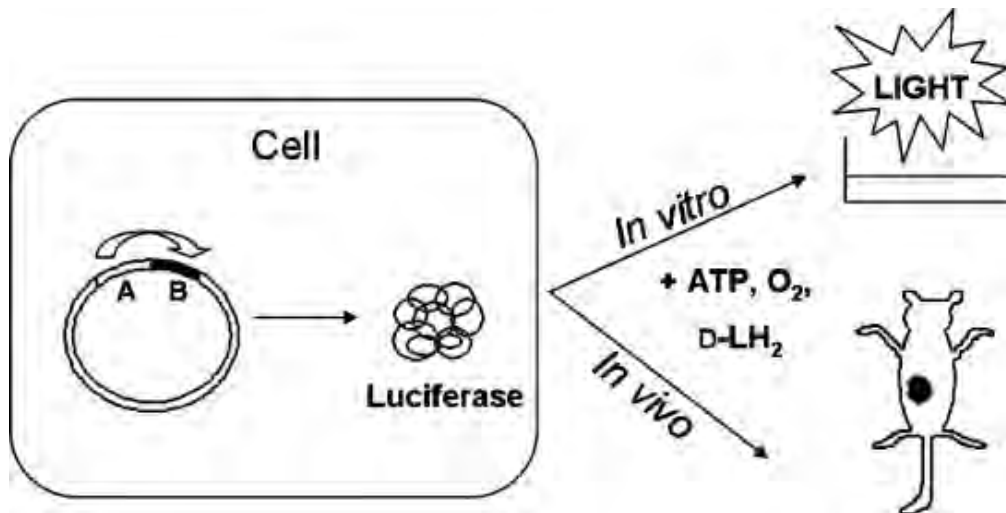 LIGHT
Cell
In vitro
A B
+ ATP, O₂,
D-LH₂
Luciferase
In vivo